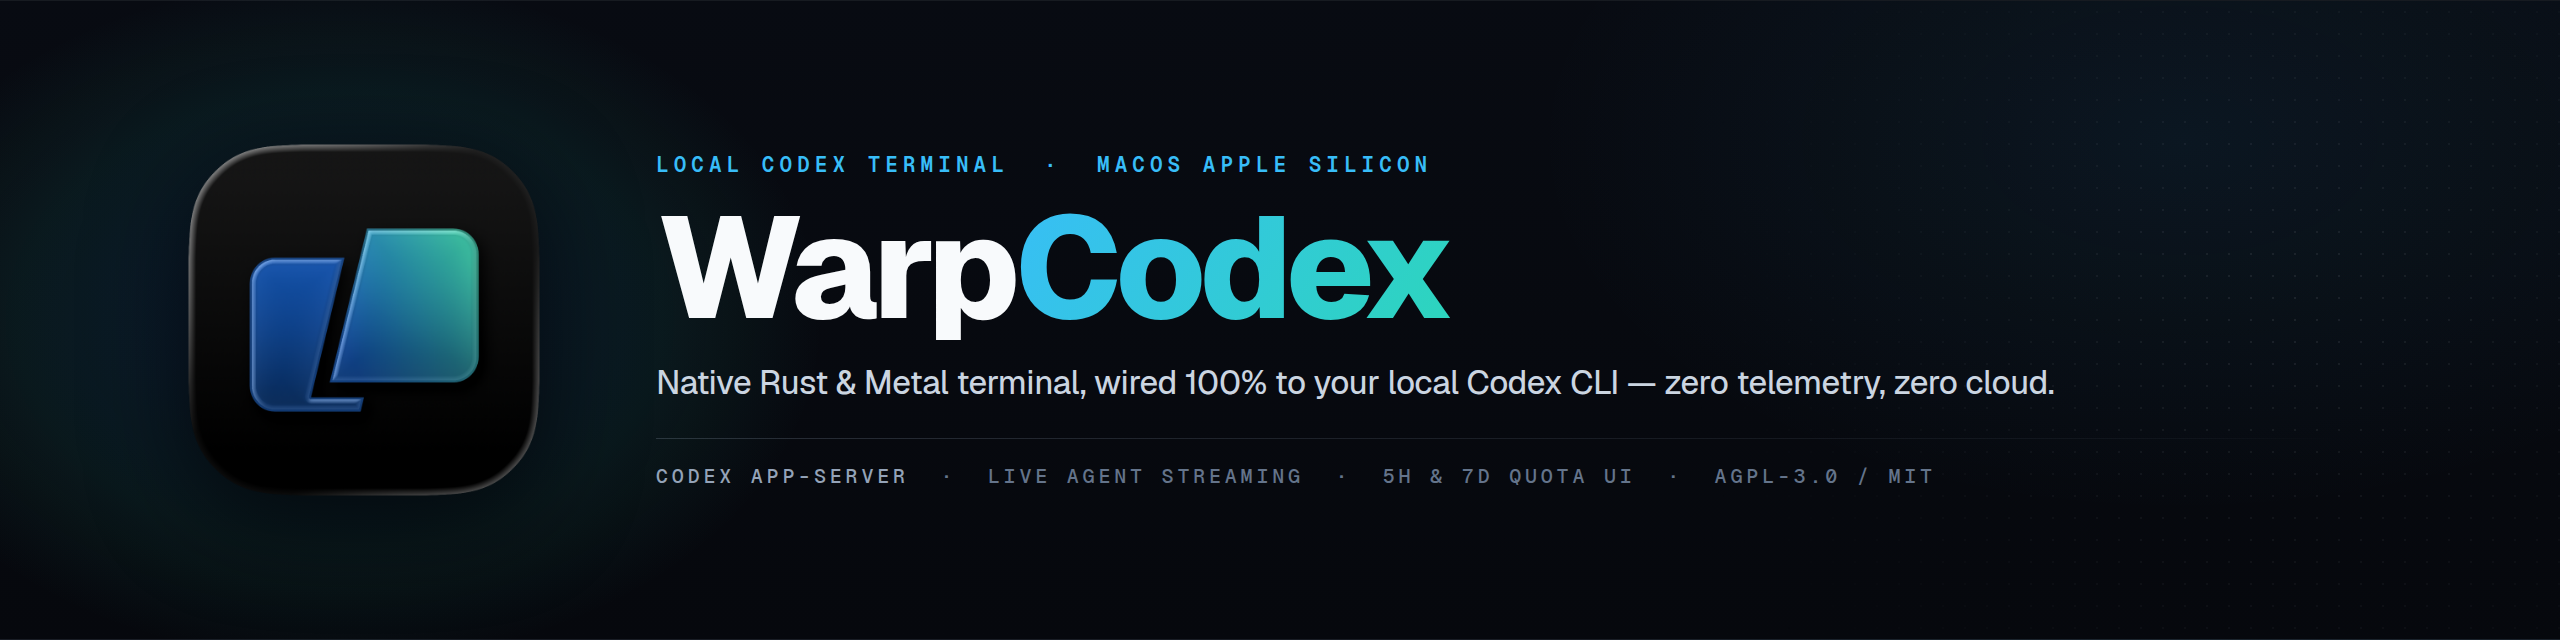 LOCAL CODEX TERMINAL · MACOS APPLE SILICON
WarpCodex
Native Rust & Metal terminal, wired 100% to your local Codex CLI — zero telemetry, zero cloud.
CODEX APP-SERVER · LIVE AGENT STREAMING · 5H & 7D QUOTA UI · AGPL-3.0 / MIT